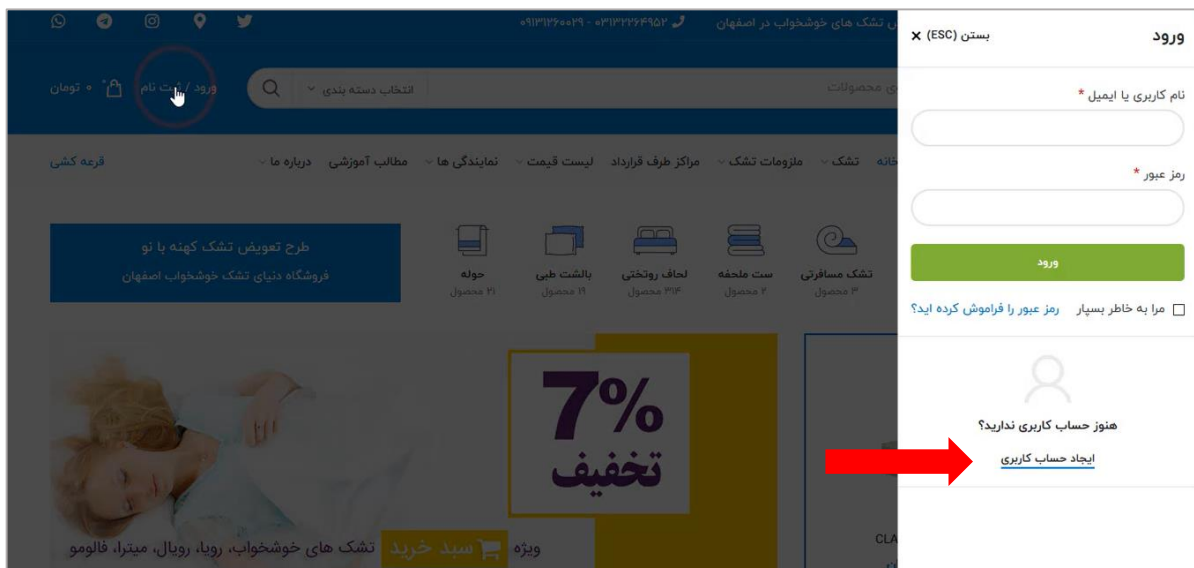 تشک های خوشخواب در اصفهان
۰۳۱۳۲۲۶۴۹۵۲ - ۰۹۱۳۱۲۶۰۰۲۹
انتخاب دسته بندی
محصولات
ورود / ثبت نام
۰ تومان
خانه
تشک
ملزومات تشک
مراکز طرف قرارداد
لیست قیمت
نمایندگی ها
مطالب آموزشی
درباره ما
قرعه کشی
تشک مسافرتی
۳ محصول
ست ملحفه
۲ محصول
لحاف روتختی
۳۱۴ محصول
بالشت طبی
۱۹ محصول
حوله
۲۱ محصول
طرح تعویض تشک کهنه با نو
فروشگاه دنیای تشک خوشخواب اصفهان
7%
تخفیف
ویژه سبد خرید تشک های خوشخواب، رویا، رویال، میترا، فالومو
CLA
ورود
بستن (ESC) ×
نام کاربری یا ایمیل *
رمز عبور *
ورود
مرا به خاطر بسپار
رمز عبور را فراموش کرده اید؟
هنوز حساب کاربری ندارید؟
ایجاد حساب کاربری